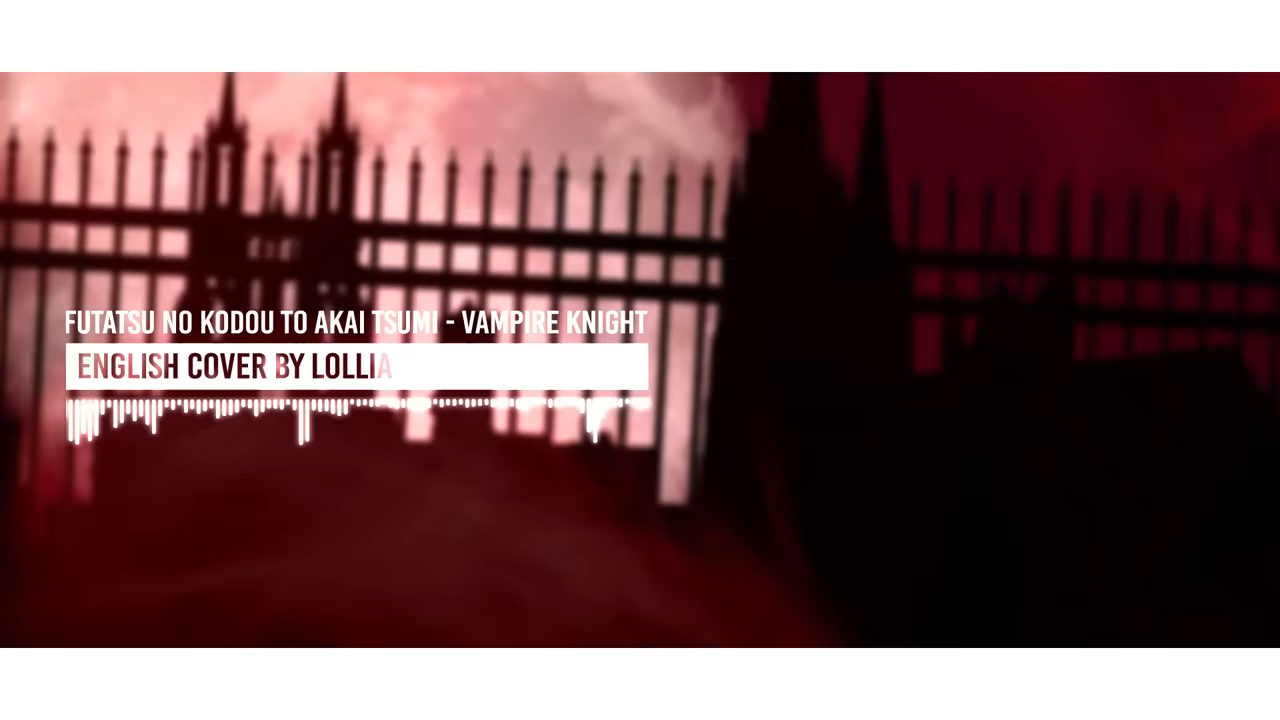 FUTATSU NO KODOU TO AKAI TSUMI - VAMPIRE KNIGHT
ENGLISH COVER BY LOLLIA